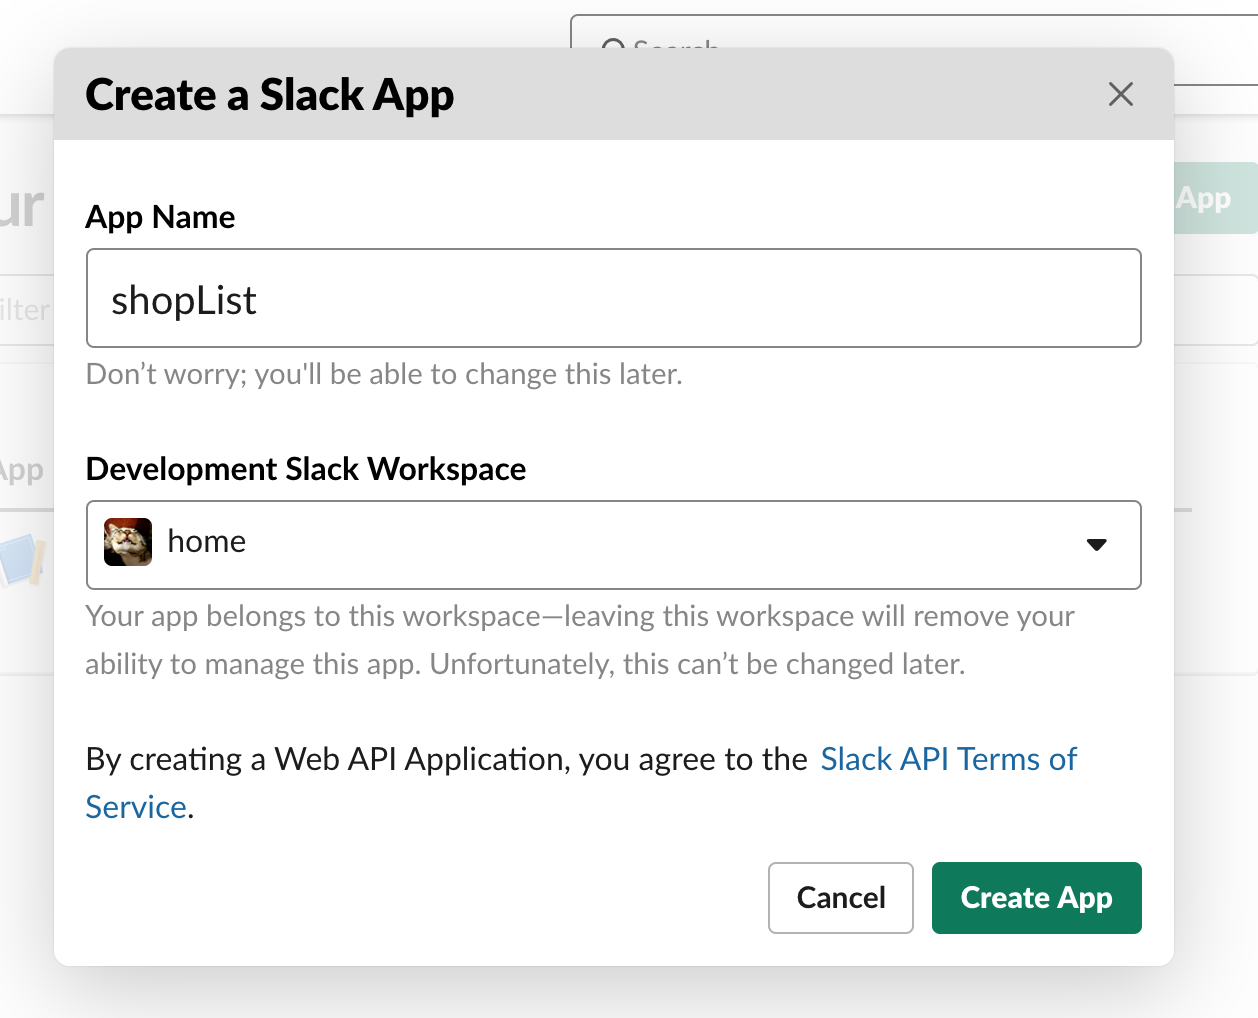 Search
Create a Slack App
ur
App
App Name
shopList
ilter
Don’t worry; you'll be able to change this later.
Development Slack Workspace
App
home
Your app belongs to this workspace—leaving this workspace will remove your
ability to manage this app. Unfortunately, this can’t be changed later.
By creating a Web API Application, you agree to the Slack API Terms of
Service.
Cancel
Create App